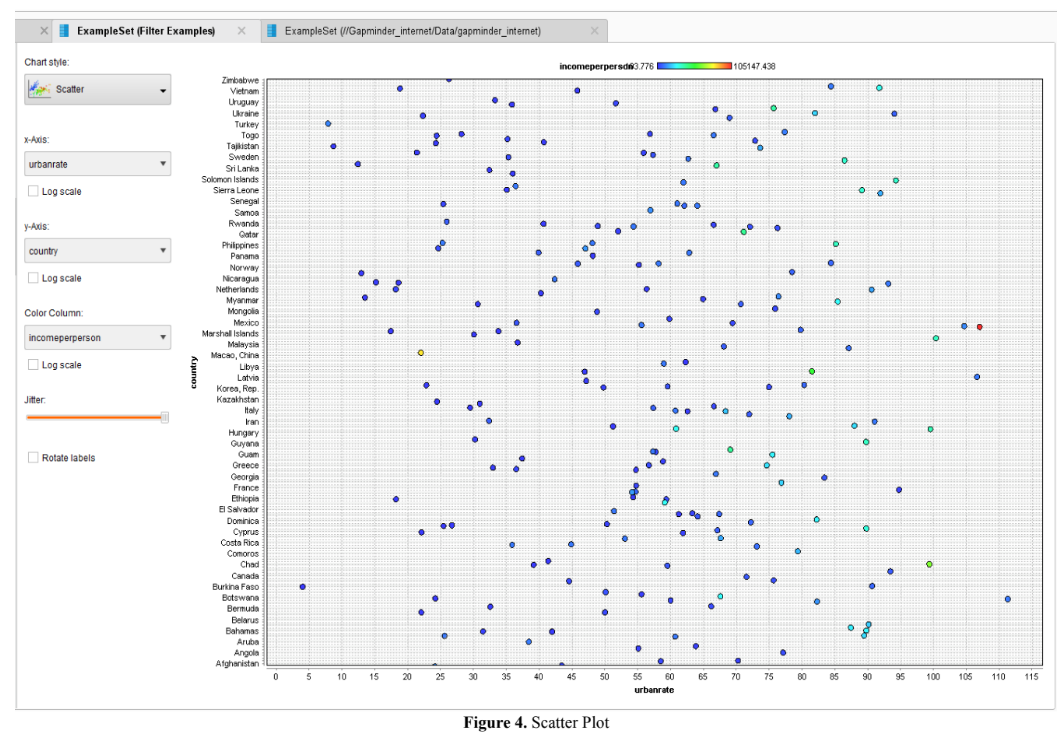 ExampleSet (Filter Examples)
ExampleSet (//Gapminder_internet/Data/gapminder_internet)
Chart style:
Scatter
x-Axis:
urbanrate
Log scale
y-Axis:
country
Log scale
Color Column:
incomeperperson
Log scale
Jitter:
Rotate labels
105147.438
Zimbabwe
Vietnam
Uruguay
Ukraine
Turkey
Togo
Tajikistan
Sweden
Sri Lanka
Solomon Islands
Sierra Leone
Senegal
Samoa
Rwanda
Qatar
Philippines
Panama
Norway
Nicaragua
Netherlands
Myanmar
Mongolia
Mexico
Marshall Islands
Malaysia
Macao, China
Libya
Latvia
Korea, Rep.
Kazakhstan
Italy
Iran
Hungary
Guyana
Guam
Greece
Georgia
France
Ethiopia
El Salvador
Dominica
Cyprus
Costa Rica
Comoros
Chad
Canada
Burkina Faso
Botswana
Bermuda
Belarus
Bahamas
Aruba
Angola
Afghanistan
country
0 5 10 15 20 25 30 35 40 45 50 55 60 65 70 75 80 85 90 95 100 105 110 115
urbanrate
Figure 4. Scatter Plot